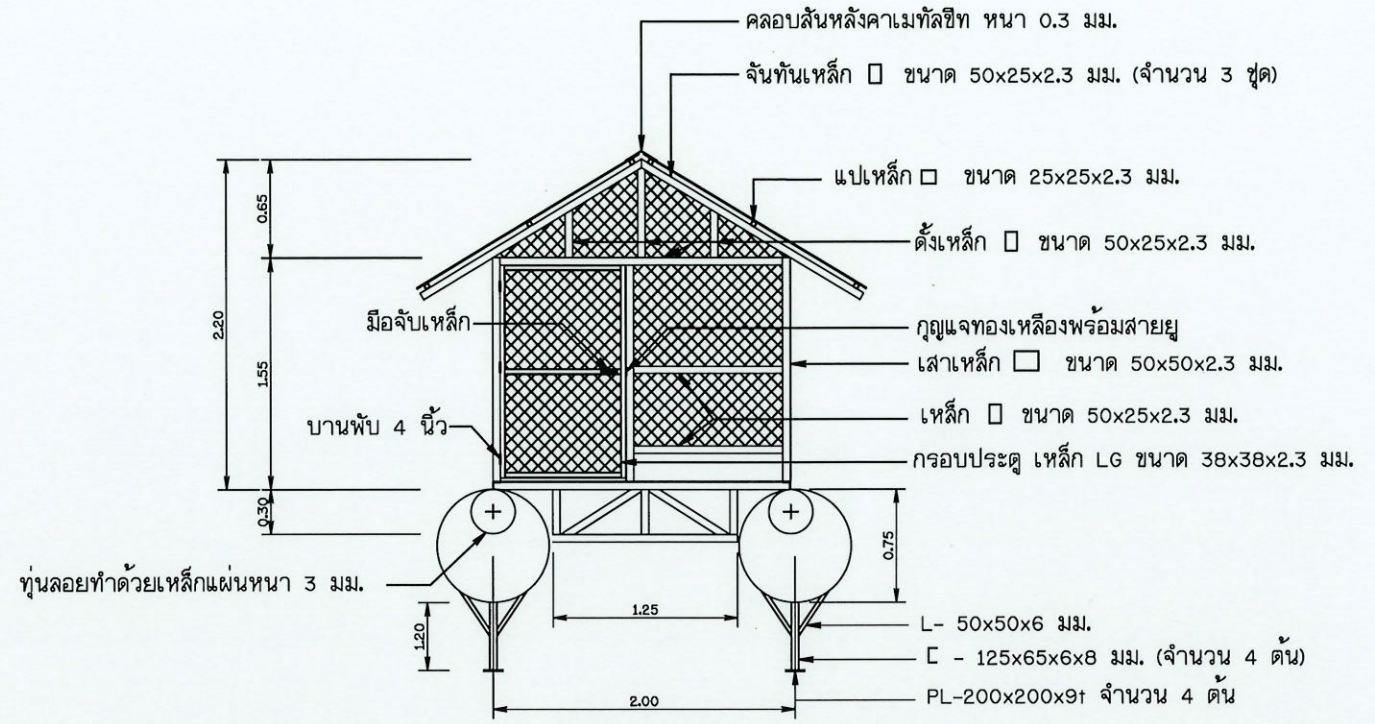 คลอบสันหลังคาเมทัลชีท หนา 0.3 มม.
จันทันเหล็ก ขนาด 50x25x2.3 มม. (จำนวน 3 ชุด)
แปเหล็ก ขนาด 25x25x2.3 มม.
0.65
ดั้งเหล็ก ขนาด 50x25x2.3 มม.
มือจับเหล็ก
กุญแจทองเหลืองพร้อมสายยู
2.20
เสาเหล็ก ขนาด 50x50x2.3 มม.
1.55
เหล็ก ขนาด 50x25x2.3 มม.
บานพับ 4 นิ้ว
กรอบประตู เหล็ก LG ขนาด 38x38x2.3 มม.
0.30
0.75
ทุ่นลอยทำด้วยเหล็กแผ่นหนา 3 มม.
1.25
1.20
L- 50x50x6 มม.
[ - 125x65x6x8 มม. (จำนวน 4 ต้น)
PL-200x200x9t จำนวน 4 ต้น
2.00